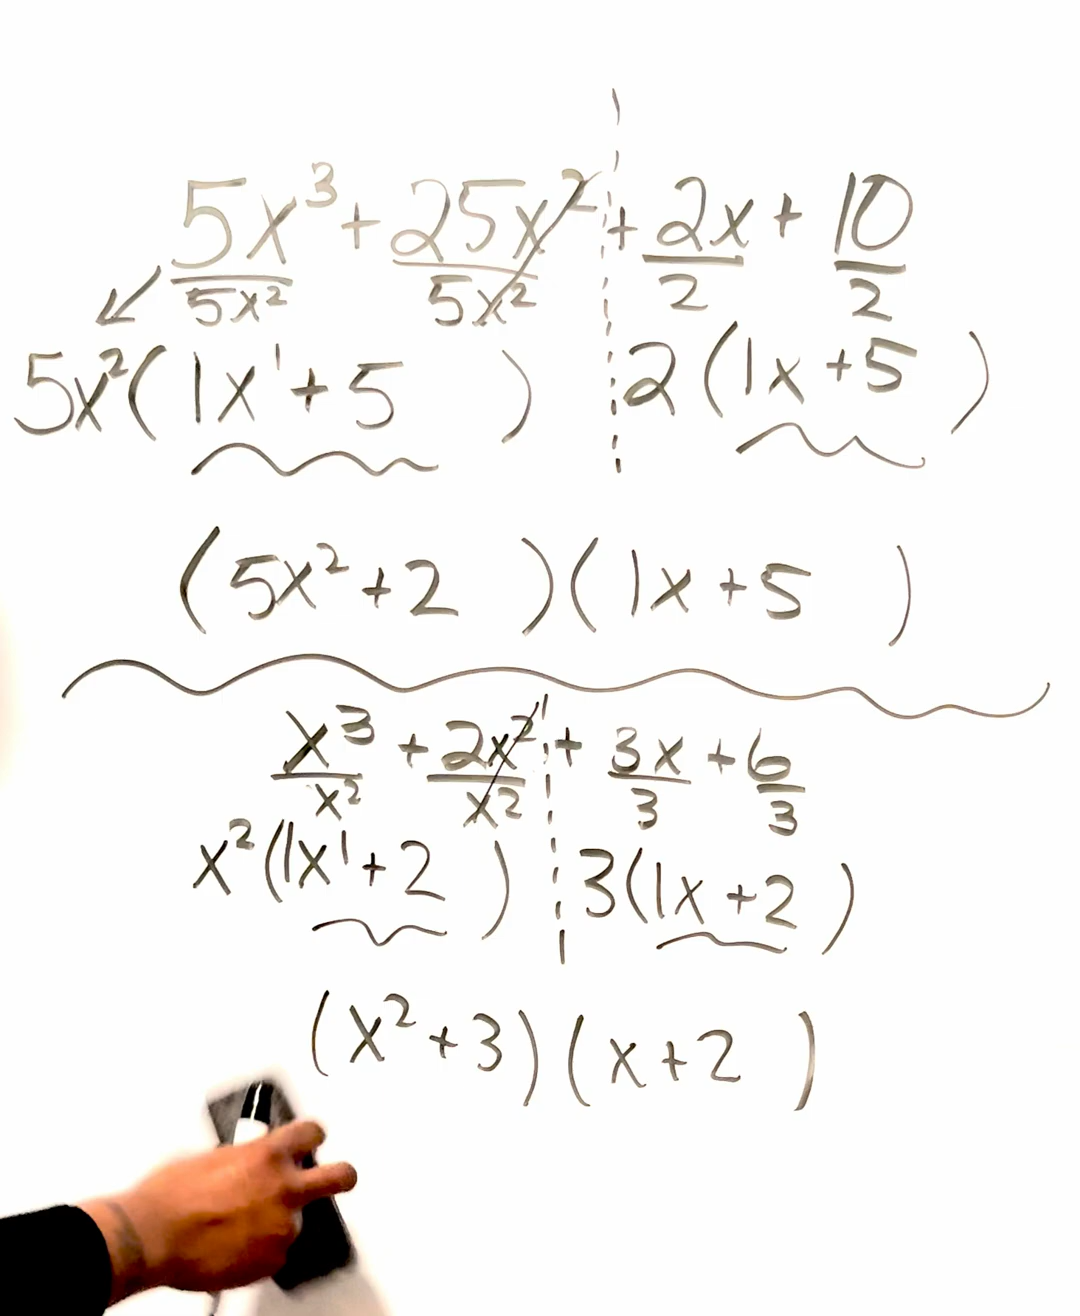 5x³ + 25x² + 2x + 10
5x² 5x² 2 2
5x²(1x¹+5 ) 2(1x+5 )
(5x²+2 )(1x+5 )
x³ + 2x² + 3x + 6
x² x² 3 3
x²(1x¹+2 ) 3(1x+2 )
(x²+3)(x+2 )